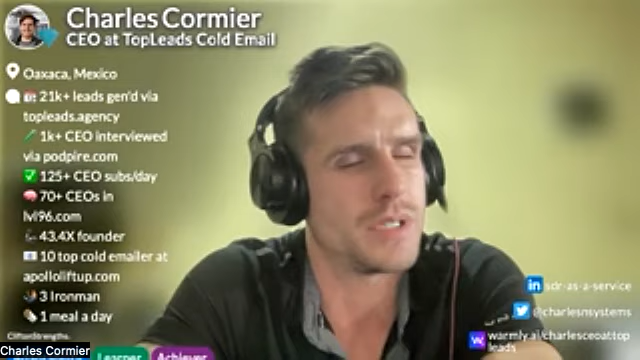 Charles Cormier
CEO at TopLeads Cold Email
Oaxaca, Mexico
21k+ leads gen'd via
topleads.agency
1k+ CEO interviewed
via podpire.com
125+ CEO subs/day
70+ CEOs in
lvl96.com
43.4X founder
10 top cold emailer at
apolloliftup.com
3 Ironman
1 meal a day
CliftonStrengths.
Learner
Achiever
Charles Cormier
sdr-as-a-service
@charlesnsystems
warmly.ai/charlesceoattop
leads